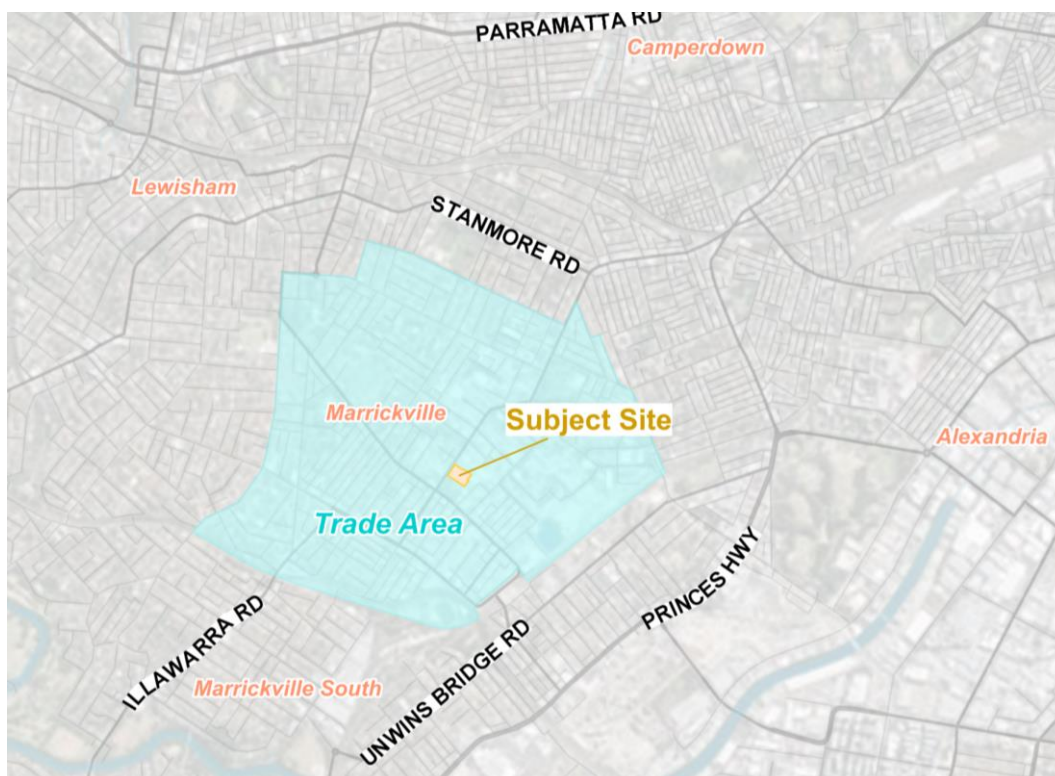 PARRAMATTA RD
Camperdown
Lewisham
STANMORE RD
Marrickville
Subject Site
Alexandria
Trade Area
PRINCES HWY
ILLAWARRA RD
UNWINS BRIDGE RD
Marrickville South